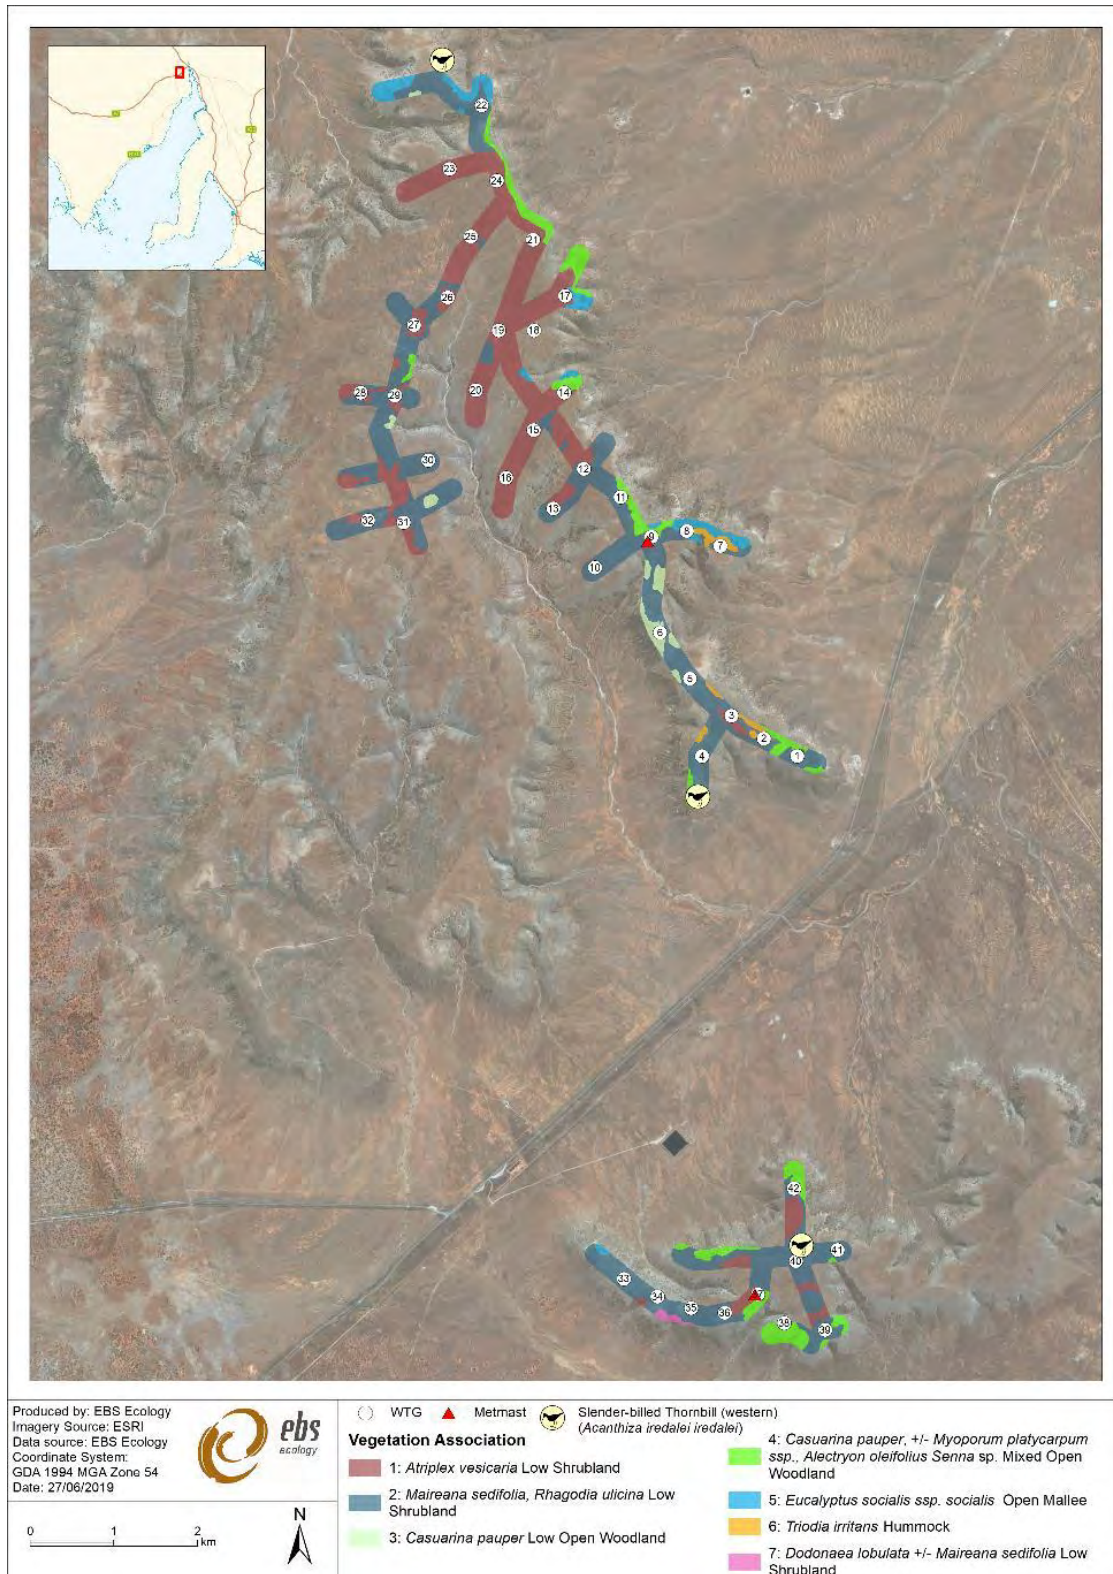 22
23
24
25
21
26
17
27
19
18
28
29
20
14
15
30
12
16
11
13
32
31
9
8
7
10
6
5
3
2
4
1
42
41
33
34
35
36
38
39
Produced by: EBS Ecology
Imagery Source: ESRI
Data source: EBS Ecology
Coordinate System:
GDA 1994 MGA Zone 54
Date: 27/06/2019
ebs
ecology
0 1 2
km
N
WTG
Metmast
Slender-billed Thornbill (western)
(Acanthiza iredalei iredalei)
Vegetation Association
1: Atriplex vesicaria Low Shrubland
2: Maireana sedifolia, Rhagodia ulicina Low
Shrubland
3: Casuarina pauper Low Open Woodland
4: Casuarina pauper, +/- Myoporum platycarpum
ssp., Alectryon oleifolius Senna sp. Mixed Open
Woodland
5: Eucalyptus socialis ssp. socialis Open Mallee
6: Triodia irritans Hummock
7: Dodonaea lobulata +/- Maireana sedifolia Low
Shrubland